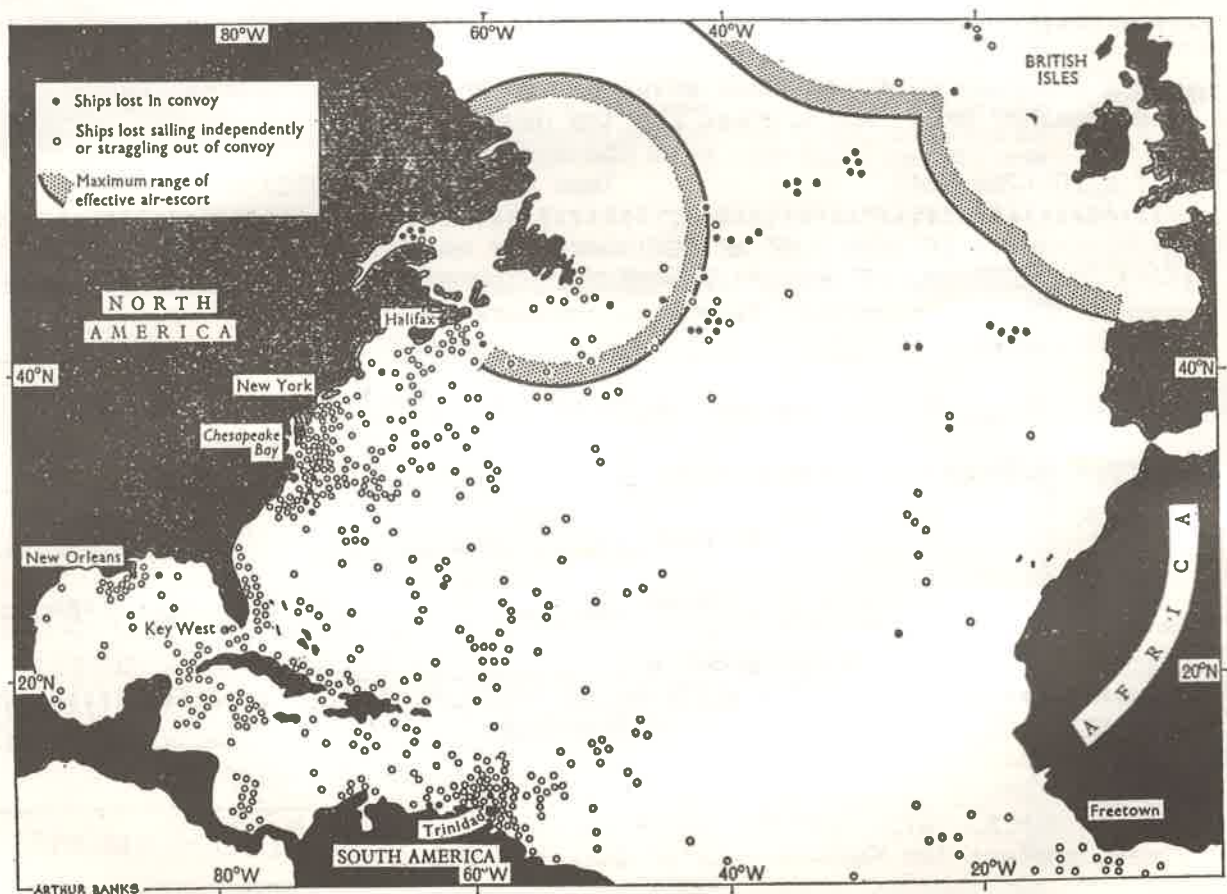 80°W
60°W
40°W
20°W
BRITISH
ISLES
Ships lost in convoy
Ships lost sailing independently
or straggling out of convoy
Maximum range of
effective air-escort
NORTH
AMERICA
Halifax
40°N
40°N
New York
Chesapeake
Bay
New Orleans
Key West
AFRICA
20°N
20°N
Trinidad
Freetown
SOUTH AMERICA
80°W
60°W
40°W
20°W
ARTHUR BANKS